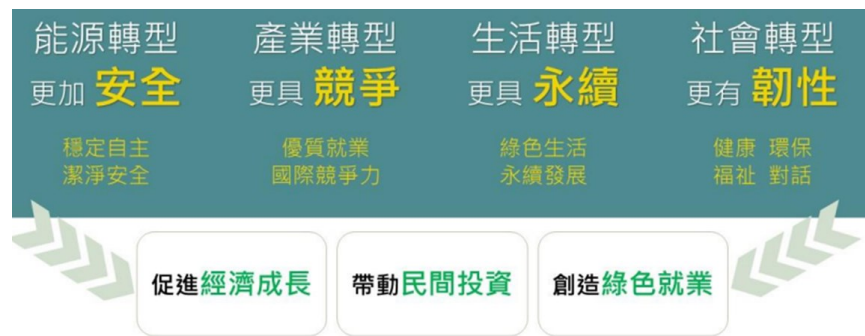 能源轉型
更加 安全
穩定自主
潔淨安全
產業轉型
更具 競爭
優質就業
國際競爭力
生活轉型
更具 永續
綠色生活
永續發展
社會轉型
更有 韌性
健康 環保
福祉 對話
促進經濟成長
帶動民間投資
創造綠色就業